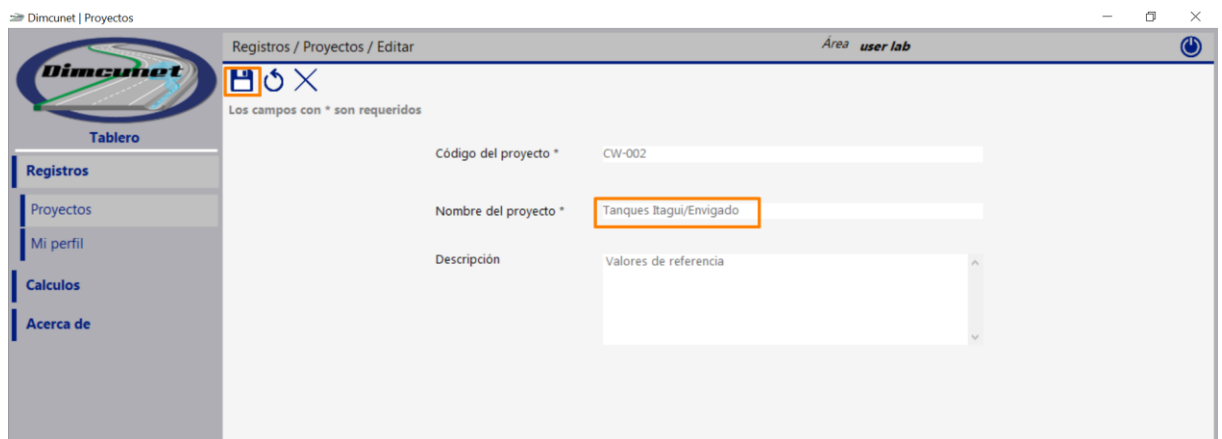 Dimcunet | Proyectos
Dimcunet
Registros / Proyectos / Editar
Área user lab
Los campos con * son requeridos
Tablero
Registros
Proyectos
Mi perfil
Calculos
Acerca de
Código del proyecto * CW-002
Nombre del proyecto * Tanques Itagui/Envigado
Descripción Valores de referencia